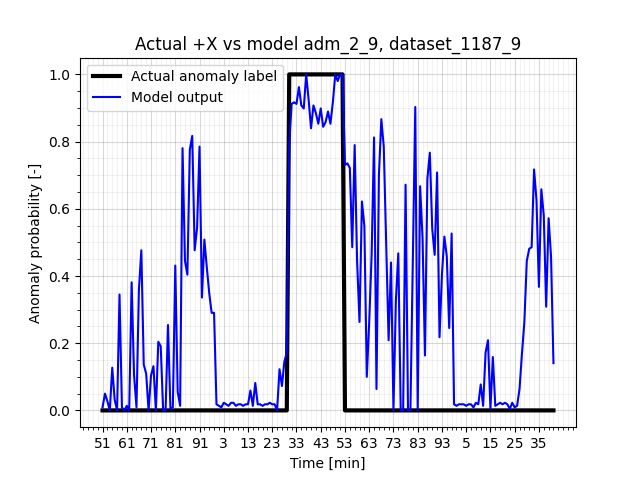 Actual +X vs model adm_2_9, dataset_1187_9
Actual anomaly label
Model output
Anomaly probability [-]
1.0
0.8
0.6
0.4
0.2
0.0
51 61 71 81 91 3 13 23 33 43 53 63 73 83 93 5 15 25 35
Time [min]